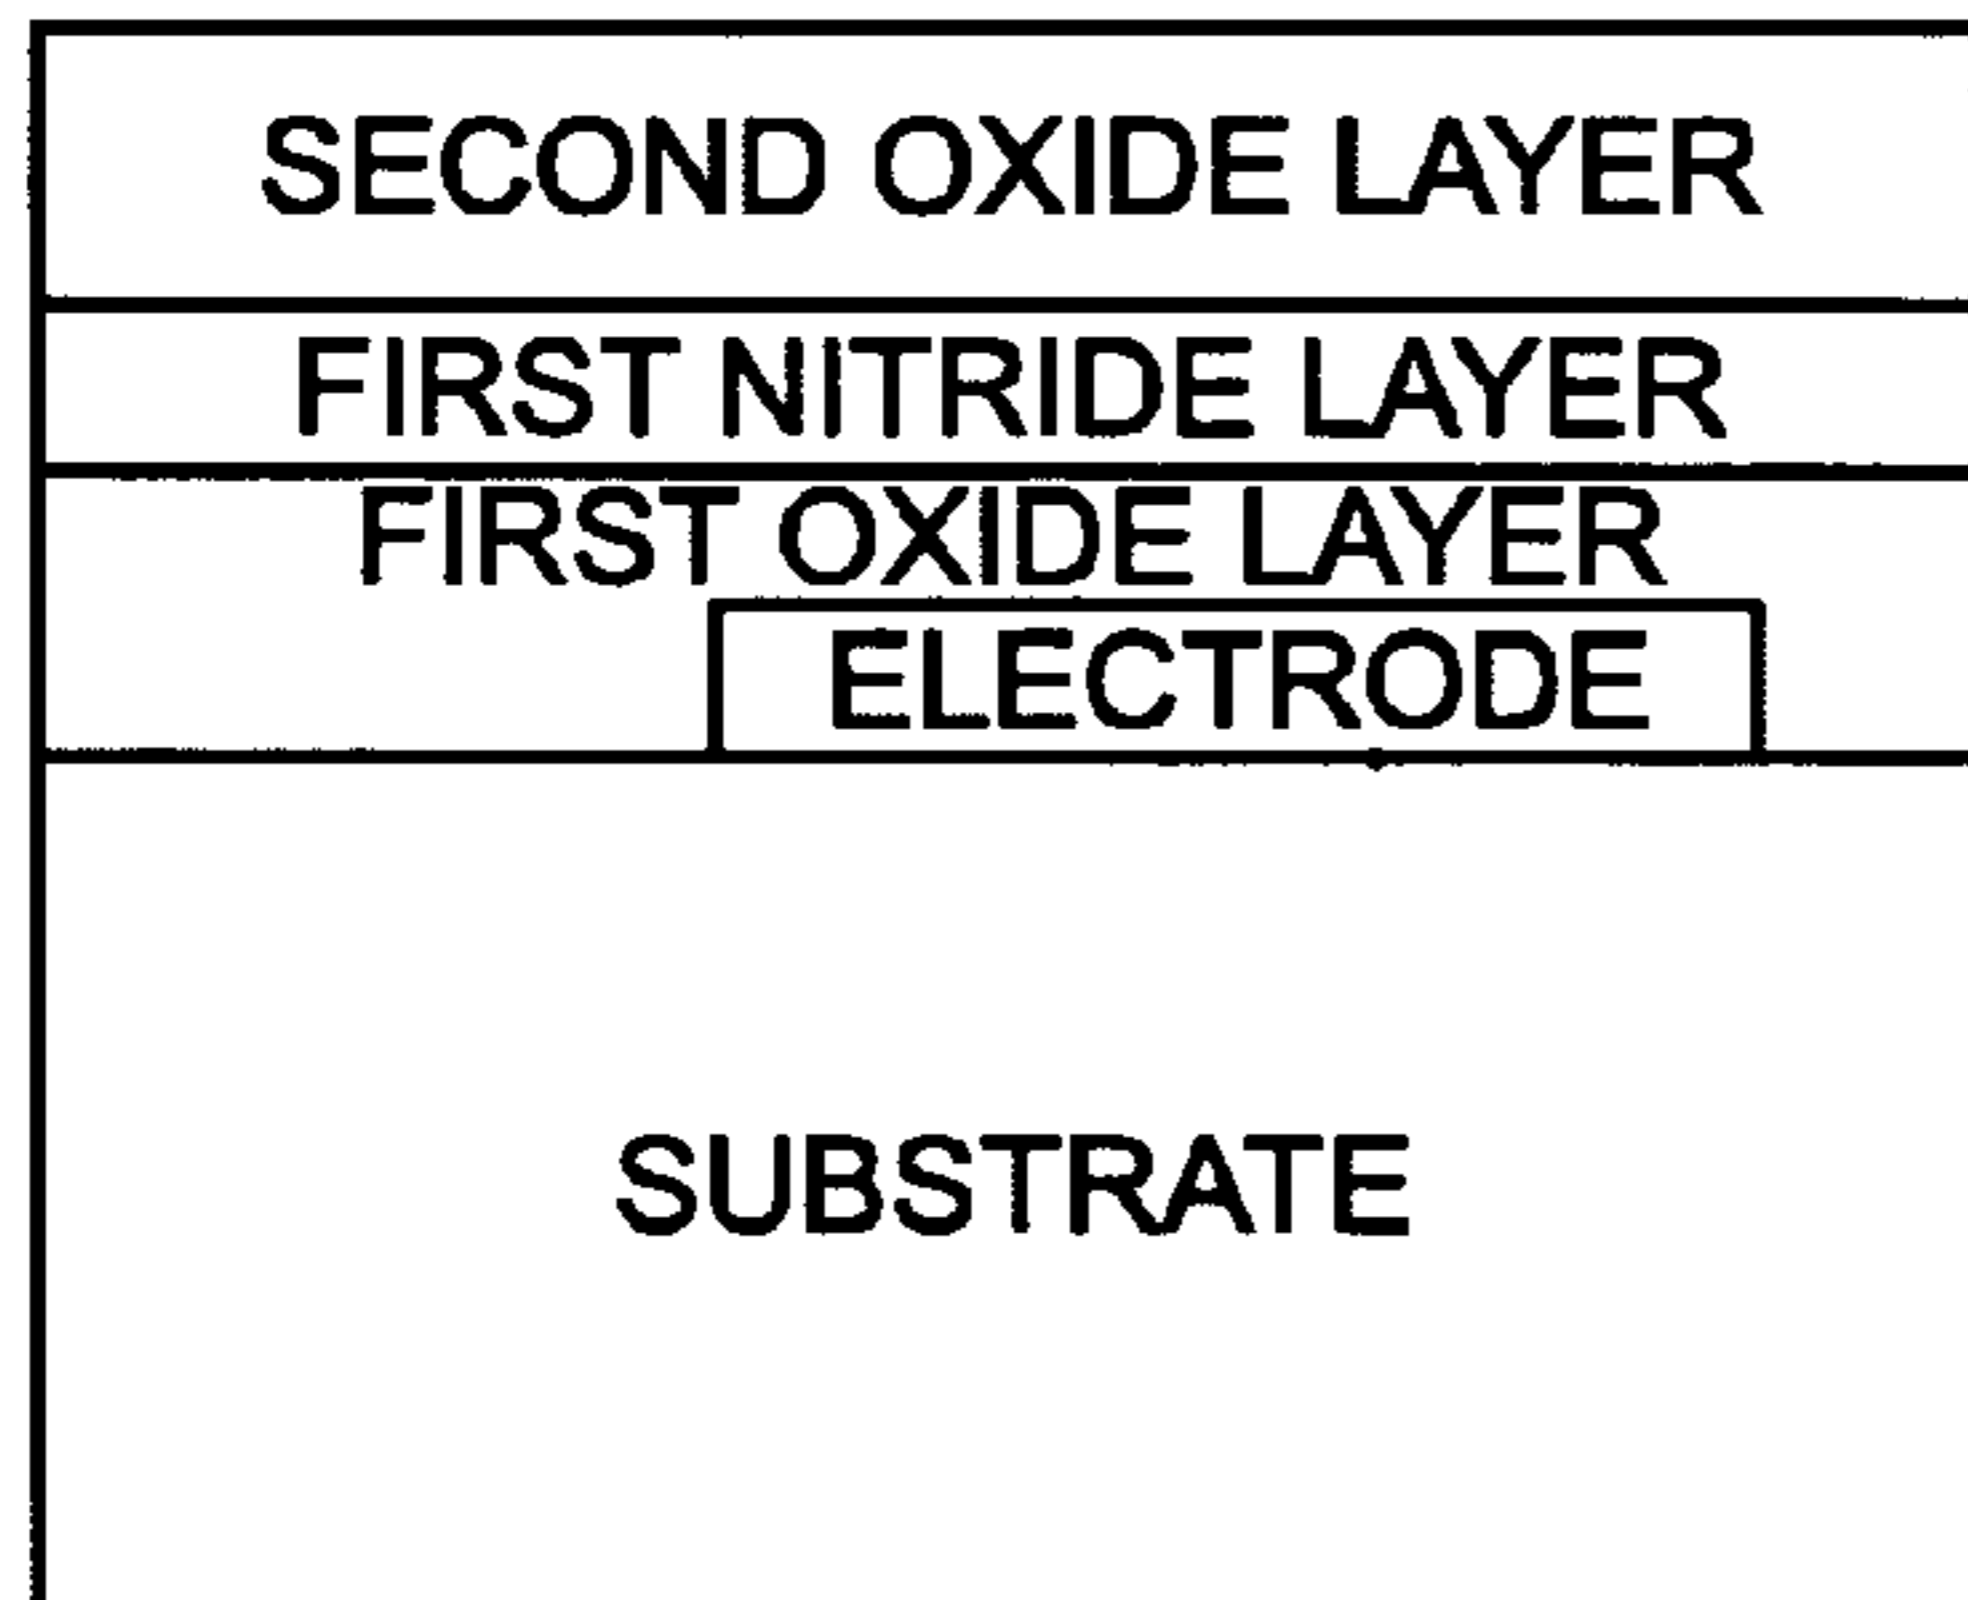 SECOND OXIDE LAYER
FIRST NITRIDE LAYER
FIRST OXIDE LAYER
ELECTRODE
SUBSTRATE